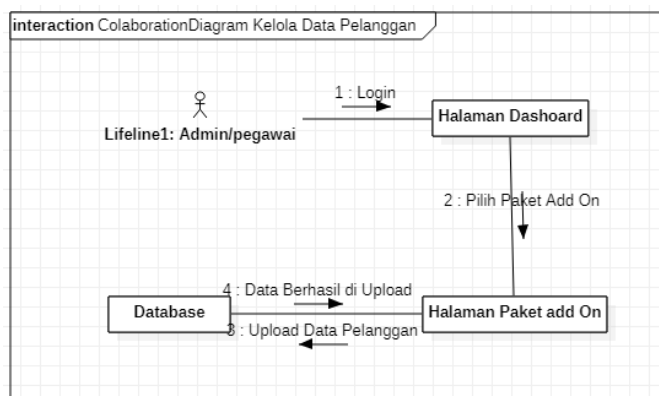 interaction ColaborationDiagram Kelola Data Pelanggan
1 : Login
Halaman Dashoard
Lifeline1: Admin/pegawai
2 : Pilih Paket Add On
4 : Data Berhasil di Upload
Database
Halaman Paket add On
3 : Upload Data Pelanggan